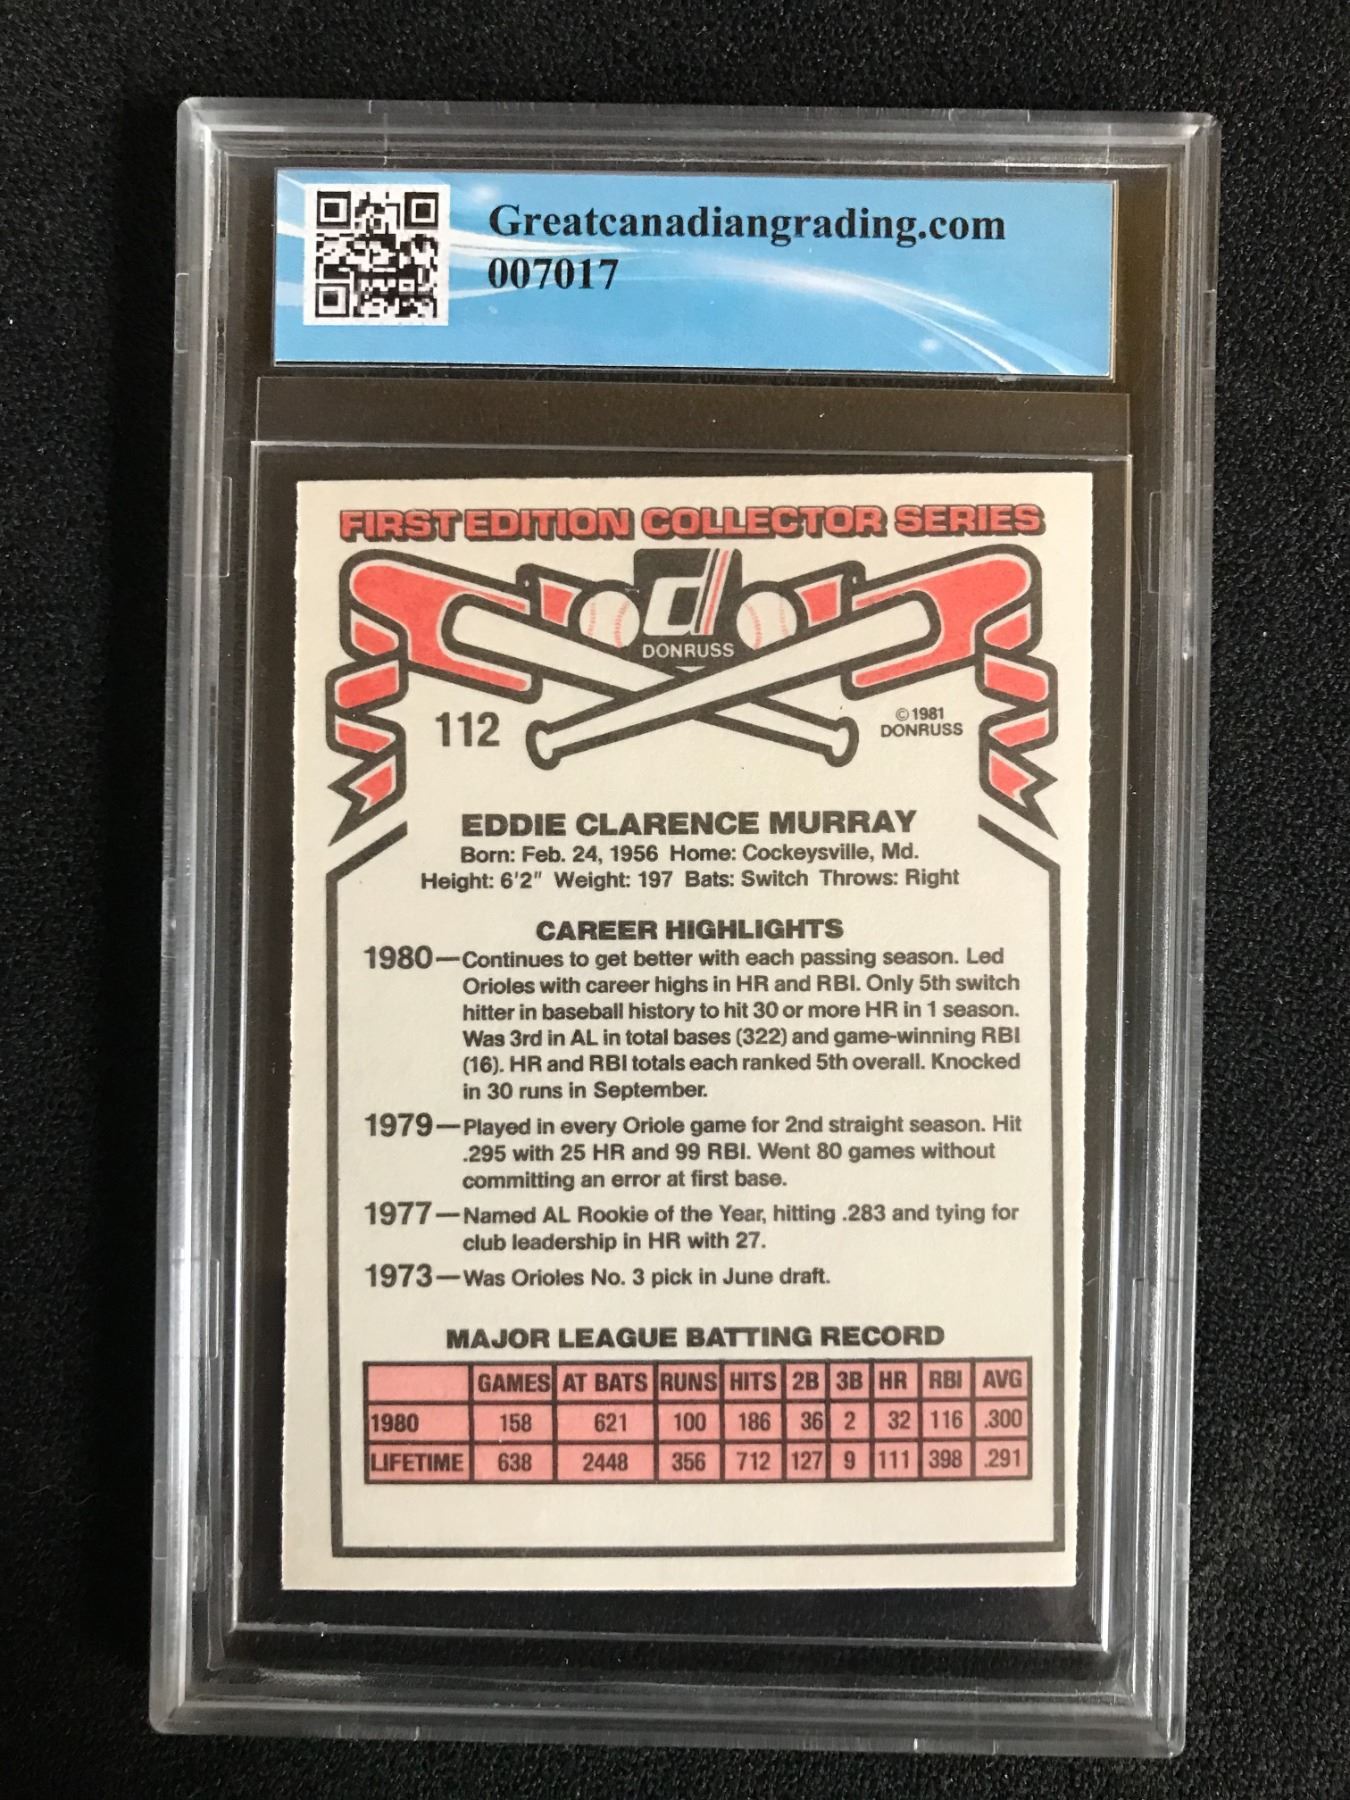 Greatcanadiangrading.com
007017
FIRST EDITION COLLECTOR SERIES
d
DONRUSS
112
©1981
DONRUSS
EDDIE CLARENCE MURRAY
Born: Feb. 24, 1956 Home: Cockeysville, Md.
Height: 6'2" Weight: 197 Bats: Switch Throws: Right
CAREER HIGHLIGHTS
1980—Continues to get better with each passing season. Led
Orioles with career highs in HR and RBI. Only 5th switch
hitter in baseball history to hit 30 or more HR in 1 season.
Was 3rd in AL in total bases (322) and game-winning RBI
(16). HR and RBI totals each ranked 5th overall. Knocked
in 30 runs in September.
1979—Played in every Oriole game for 2nd straight season. Hit
.295 with 25 HR and 99 RBI. Went 80 games without
committing an error at first base.
1977—Named AL Rookie of the Year, hitting .283 and tying for
club leadership in HR with 27.
1973—Was Orioles No. 3 pick in June draft.
MAJOR LEAGUE BATTING RECORD
GAMES AT BATS RUNS HITS 2B 3B HR RBI AVG
1980 158 621 100 186 36 2 32 116 .300
LIFETIME 638 2448 356 712 127 9 111 398 .291